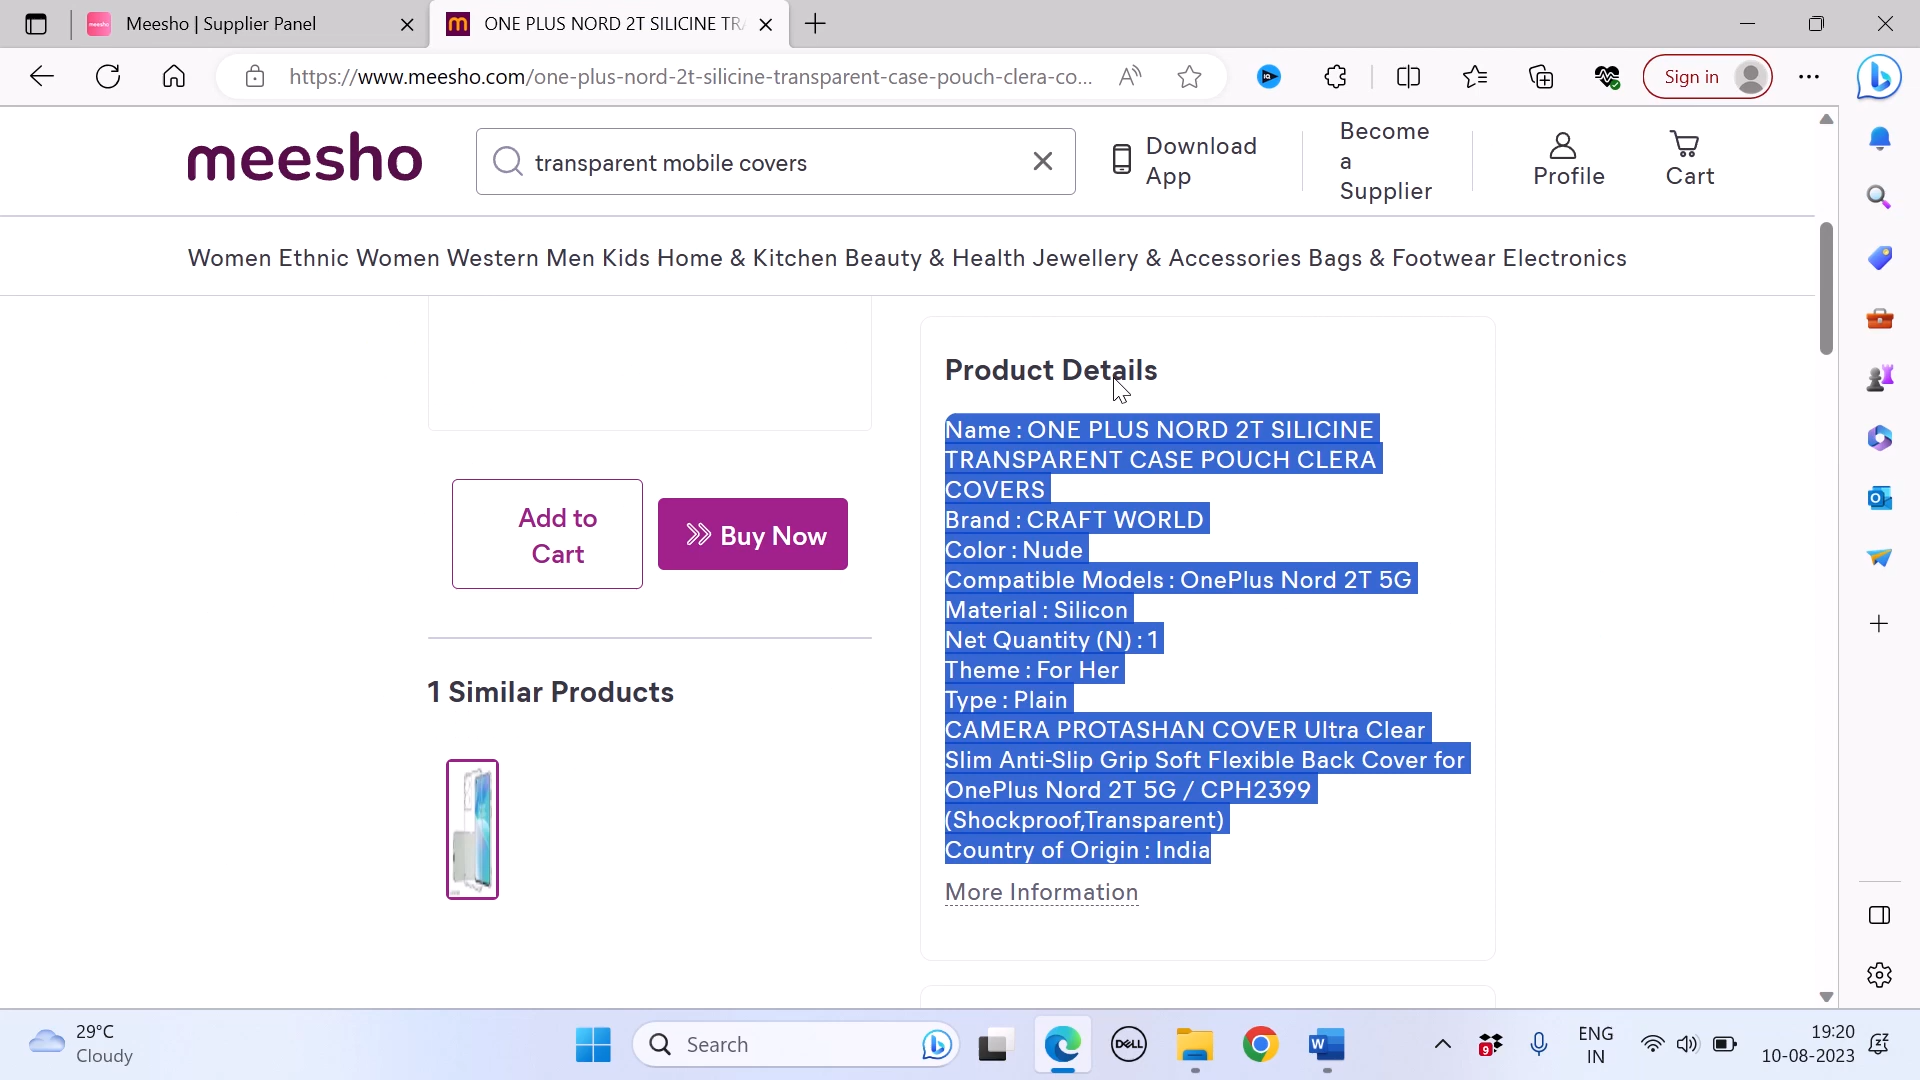 Meesho | Supplier Panel
ONE PLUS NORD 2T SILICINE TRA
https://www.meesho.com/one-plus-nord-2t-silicine-transparent-case-pouch-clera-co...
Sign in
meesho
transparent mobile covers
Download
App
Become
a
Supplier
Profile
Cart
Women Ethnic Women Western Men Kids Home & Kitchen Beauty & Health Jewellery & Accessories Bags & Footwear Electronics
Add to
Cart
Buy Now
1 Similar Products
Product Details
Name : ONE PLUS NORD 2T SILICINE
TRANSPARENT CASE POUCH CLERA
COVERS
Brand : CRAFT WORLD
Color : Nude
Compatible Models : OnePlus Nord 2T 5G
Material : Silicon
Net Quantity (N) : 1
Theme : For Her
Type : Plain
CAMERA PROTASHAN COVER Ultra Clear
Slim Anti-Slip Grip Soft Flexible Back Cover for
OnePlus Nord 2T 5G / CPH2399
(Shockproof,Transparent)
Country of Origin : India
More Information
29°C
Cloudy
Search
DELL
W
9
ENG
IN
19:20
10-08-2023